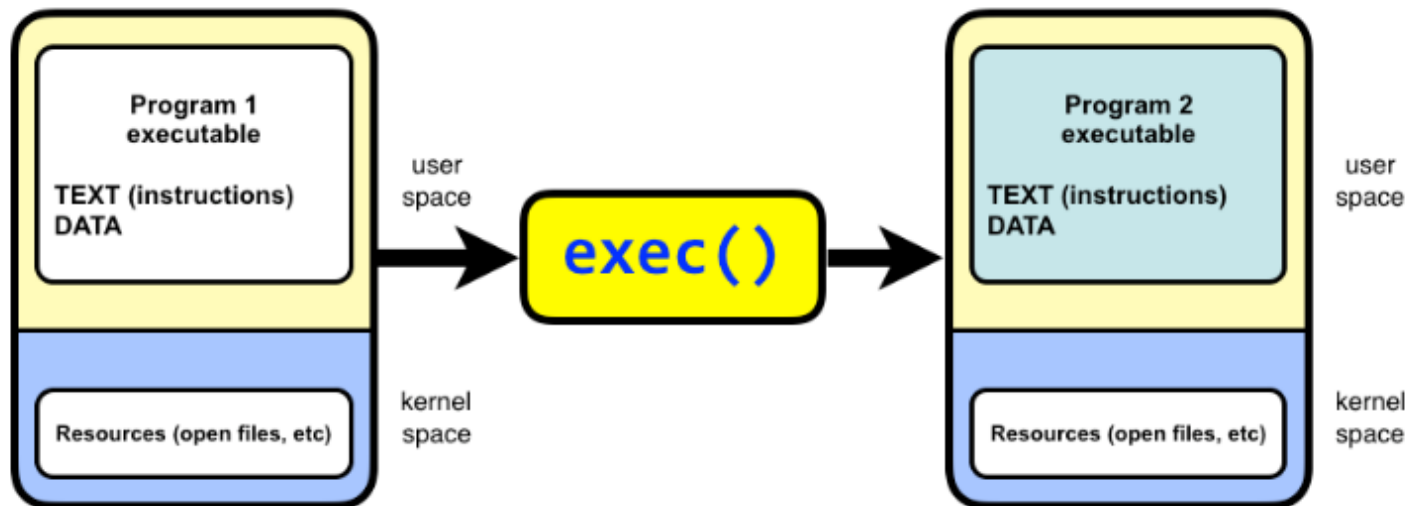 Program 1
executable
TEXT (instructions)
DATA
user
space
Resources (open files, etc)
kernel
space
exec()
Program 2
executable
TEXT (instructions)
DATA
user
space
Resources (open files, etc)
kernel
space